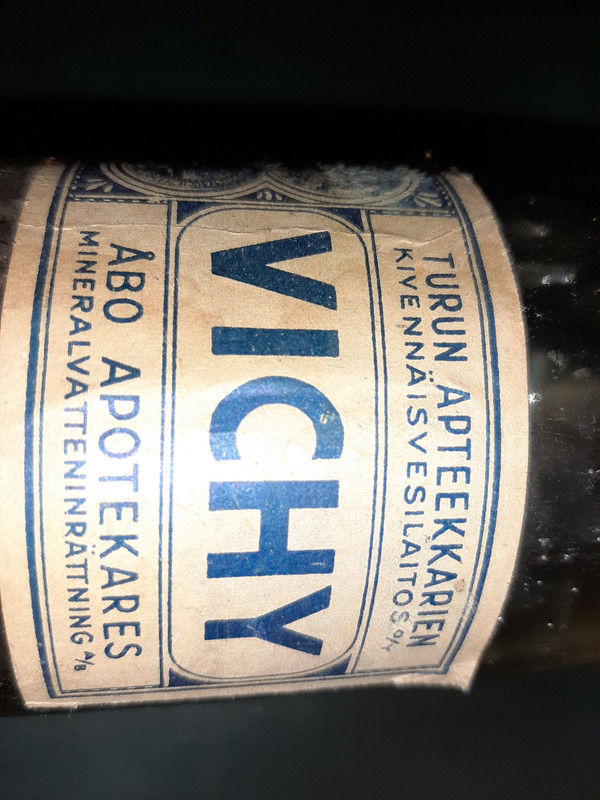 TURUN APTEEKKARIEN
KIVENNÄISVESILAITOS O/Y
VICHY
ÅBO APOTEKARES
MINERALVATTENINRÄTTNING A/B